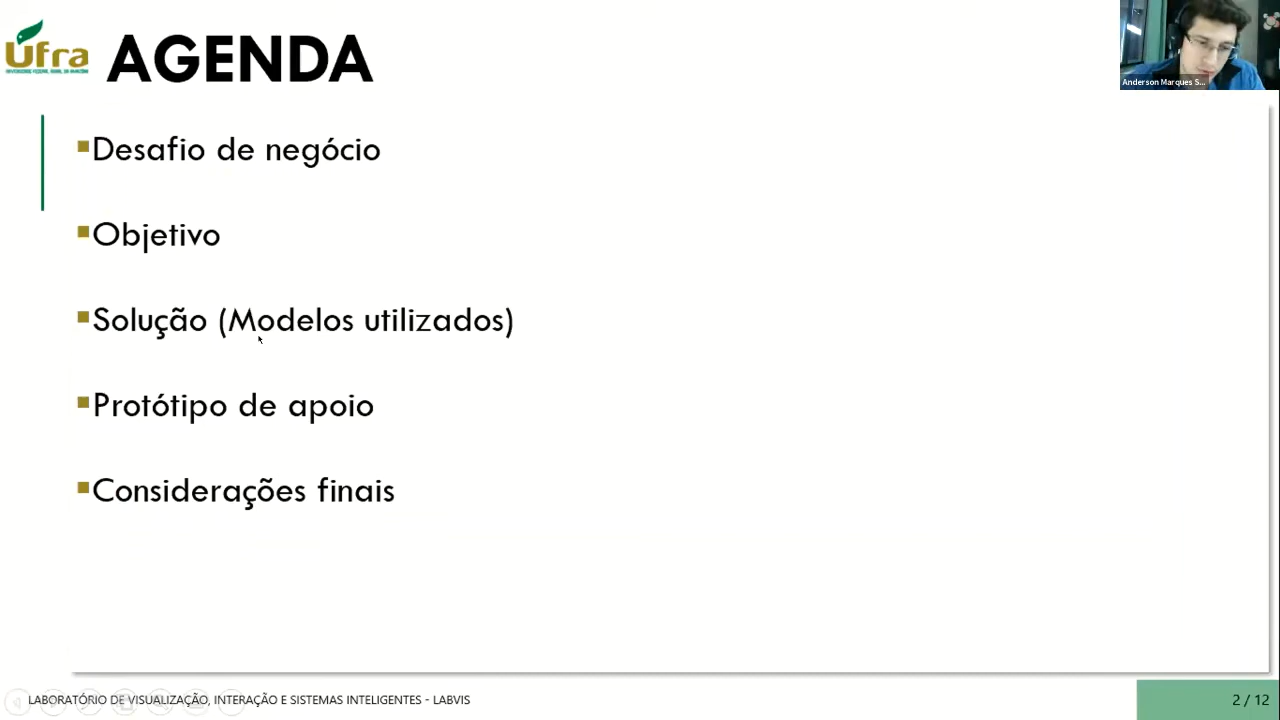 Ufra
AGENDA
Anderson Marques S...
Desafio de negócio
Objetivo
Solução (Modelos utilizados)
Protótipo de apoio
Considerações finais
LABORATÓRIO DE VISUALIZAÇÃO, INTERAÇÃO E SISTEMAS INTELIGENTES - LABVIS
2 / 12